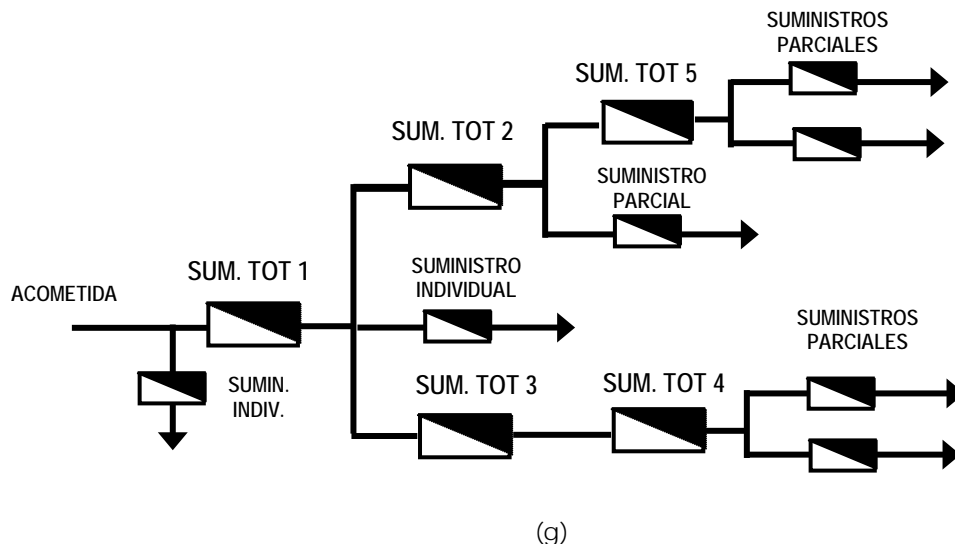 SUMINISTROS
PARCIALES
SUM. TOT 5
SUM. TOT 2
SUMINISTRO
PARCIAL
SUM. TOT 1
SUMINISTRO
INDIVIDUAL
ACOMETIDA
SUMINISTROS
PARCIALES
SUM. TOT 3
SUM. TOT 4
SUMIN.
INDIV.
(g)